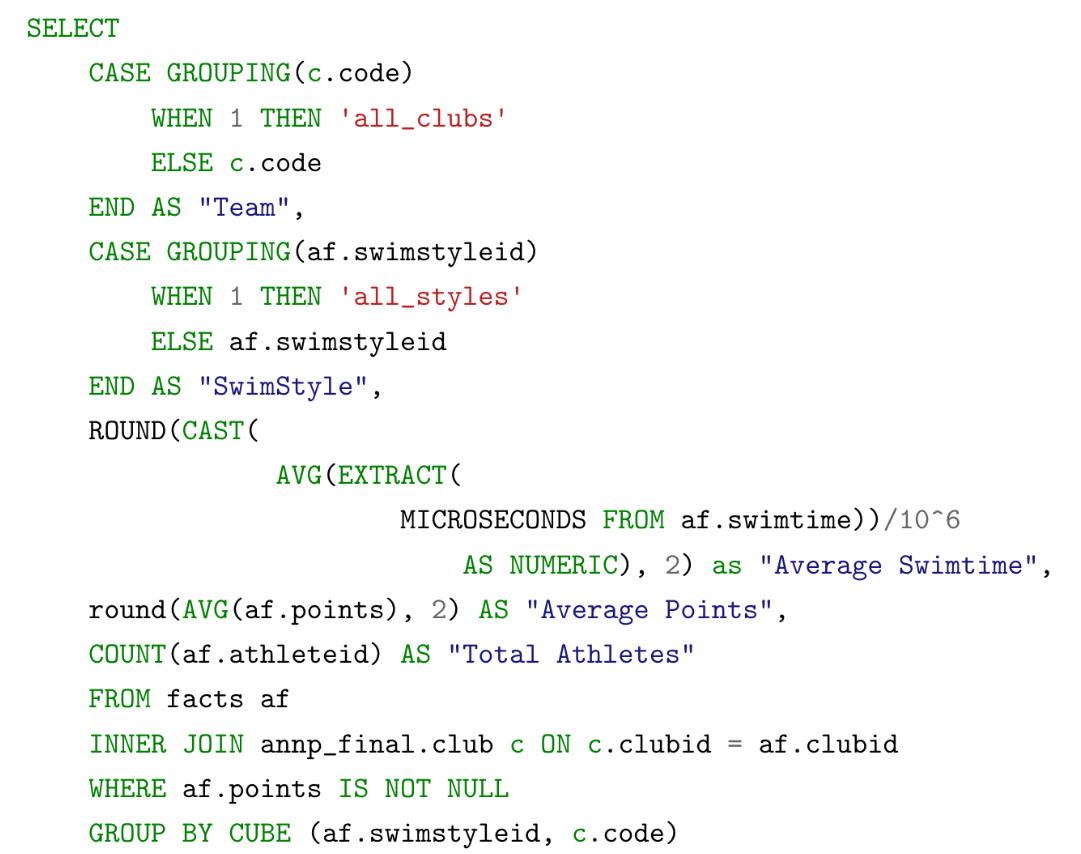 SELECT
    CASE GROUPING(c.code)
        WHEN 1 THEN 'all_clubs'
        ELSE c.code
    END AS "Team",
    CASE GROUPING(af.swimstyleid)
        WHEN 1 THEN 'all_styles'
        ELSE af.swimstyleid
    END AS "SwimStyle",
    ROUND(CAST(
                AVG(EXTRACT(
                        MICROSECONDS FROM af.swimtime))/10^6
                            AS NUMERIC), 2) as "Average Swimtime",
    round(AVG(af.points), 2) AS "Average Points",
    COUNT(af.athleteid) AS "Total Athletes"
    FROM facts af
    INNER JOIN annp_final.club c ON c.clubid = af.clubid
    WHERE af.points IS NOT NULL
    GROUP BY CUBE (af.swimstyleid, c.code)